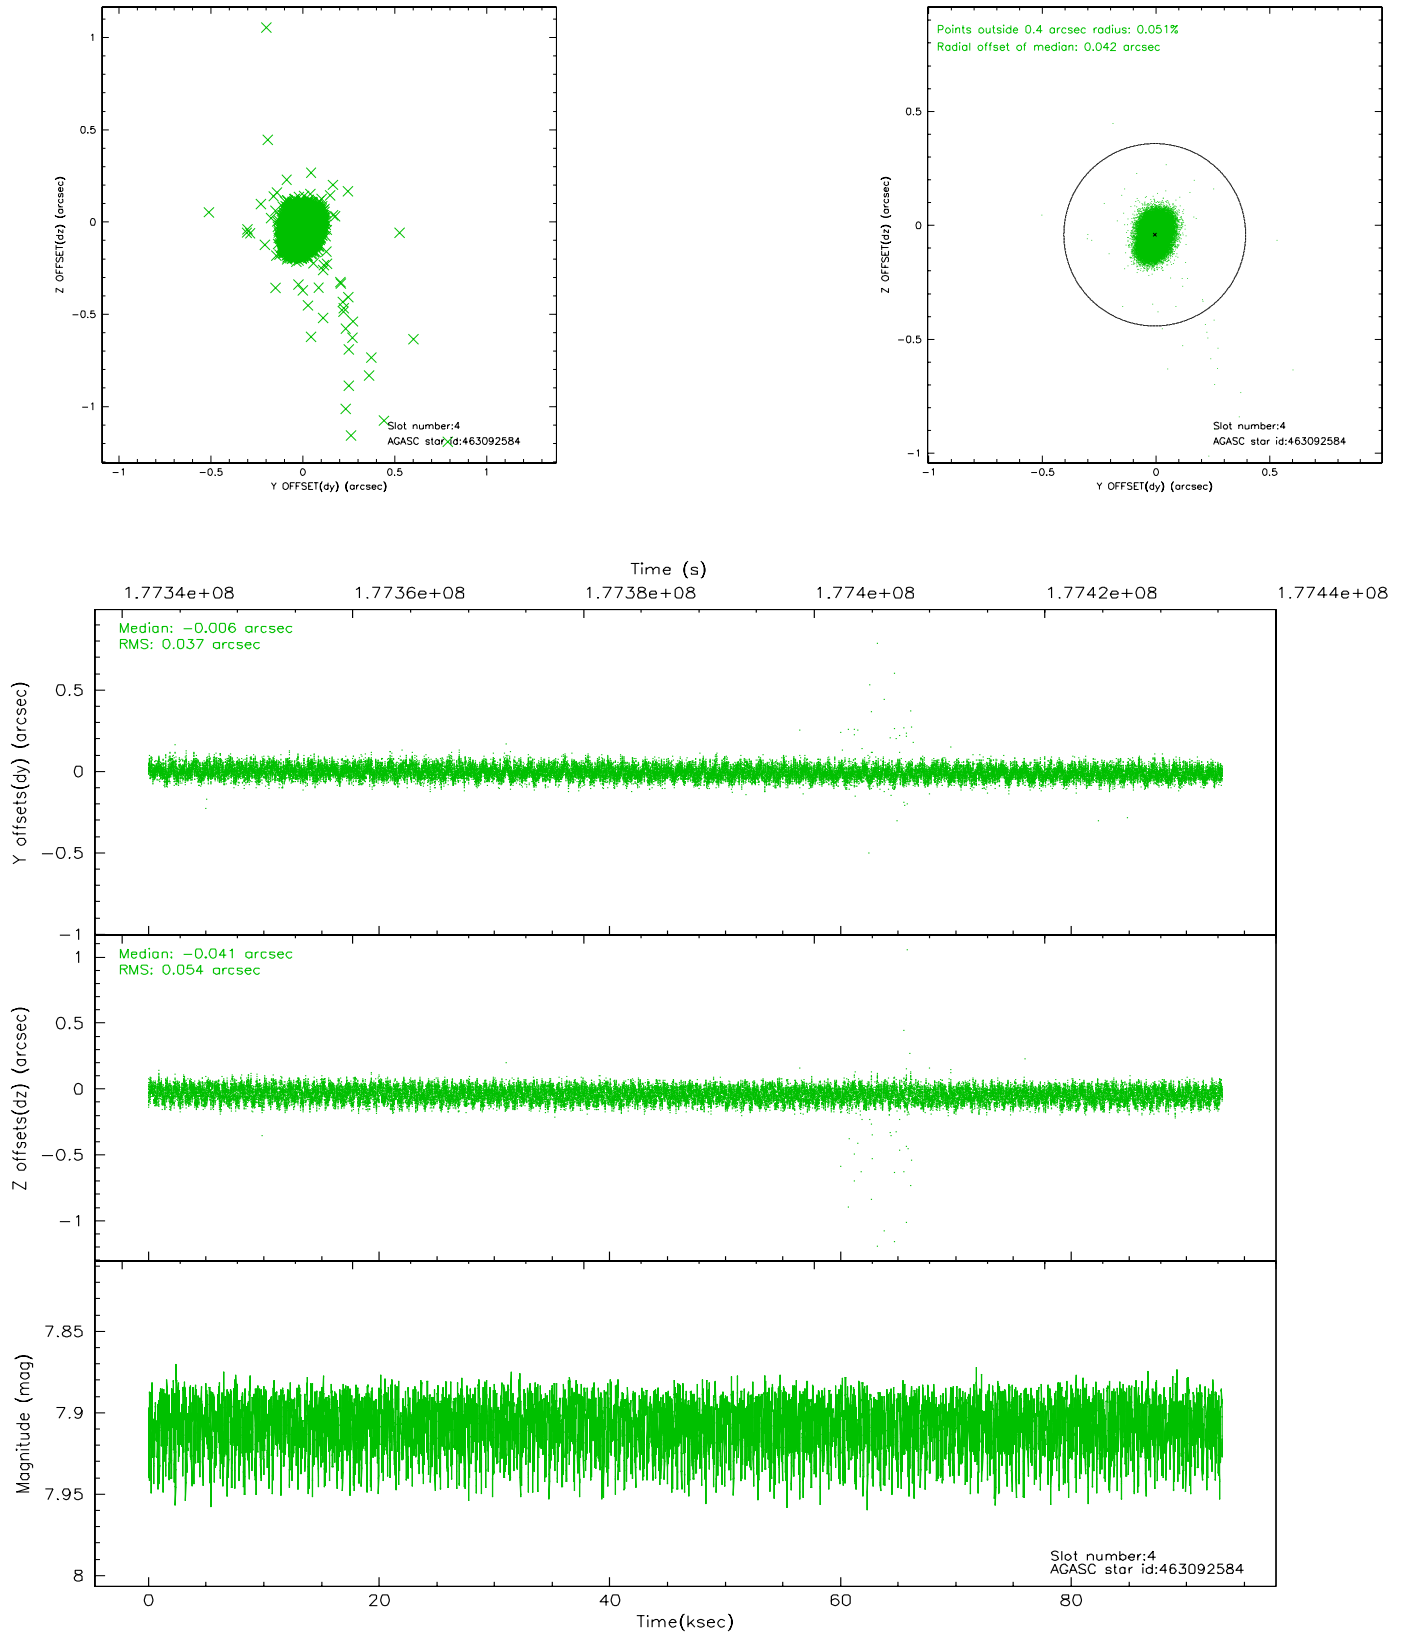 1
0.5
0
-0.5
-1
Z OFFSET(dz) (arcsec)
Slot number:4
AGASC star id:463092584
-1
-0.5
0
0.5
1
Y OFFSET(dy) (arcsec)
Points outside 0.4 arcsec radius: 0.051%
Radial offset of median: 0.042 arcsec
0.5
0
-0.5
-1
Z OFFSET(dz) (arcsec)
Slot number:4
AGASC star id:463092584
-1
-0.5
0
0.5
Y OFFSET(dy) (arcsec)
Time (s)
1.7734e+08
1.7736e+08
1.7738e+08
1.774e+08
1.7742e+08
1.7744e+08
Median: -0.006 arcsec
RMS: 0.037 arcsec
0.5
0
-0.5
-1
Y offsets(dy) (arcsec)
Median: -0.041 arcsec
RMS: 0.054 arcsec
1
0.5
0
-0.5
-1
Z offsets(dz) (arcsec)
7.85
7.9
7.95
8
Magnitude (mag)
Slot number:4
AGASC star id:463092584
0
20
40
60
80
Time(ksec)